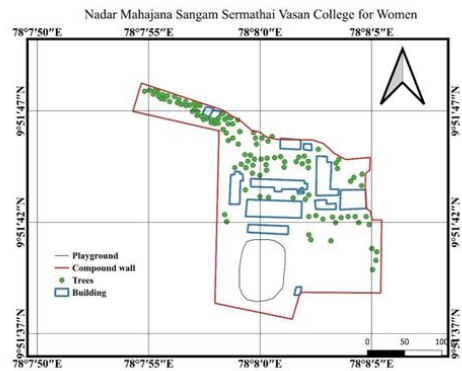 Nadar Mahajana Sangam Sermathai Vasan College for Women
78°7'50"E 78°7'55"E 78°8'0"E 78°8'5"E
9°51'47"N 9°51'47"N
9°51'42"N 9°51'42"N
Playground
Compound wall
Trees
Building
9°51'37"N 9°51'37"N
0 50 100
78°7'50"E 78°7'55"E 78°8'0"E 78°8'5"E